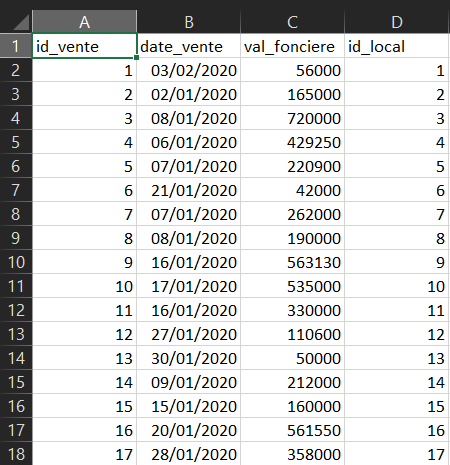 A B C D
1 id_vente date_vente val_fonciere id_local
2 1 03/02/2020 56000 1
3 2 02/01/2020 165000 2
4 3 08/01/2020 720000 3
5 4 06/01/2020 429250 4
6 5 07/01/2020 220900 5
7 6 21/01/2020 42000 6
8 7 07/01/2020 262000 7
9 8 08/01/2020 190000 8
10 9 16/01/2020 563130 9
11 10 17/01/2020 535000 10
12 11 16/01/2020 330000 11
13 12 27/01/2020 110600 12
14 13 30/01/2020 50000 13
15 14 09/01/2020 212000 14
16 15 15/01/2020 160000 15
17 16 20/01/2020 561550 16
18 17 28/01/2020 358000 17